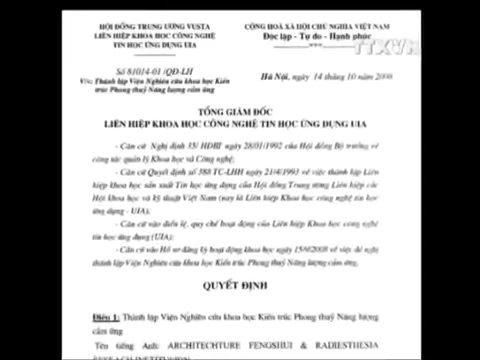 HỘI ĐỒNG TRUNG ƯƠNG VUSTA
LIÊN HIỆP KHOA HỌC CÔNG NGHỆ
TIN HỌC ỨNG DỤNG UIA
CỘNG HOÀ XÃ HỘI CHỦ NGHĨA VIỆT NAM
Độc lập - Tự do - Hạnh phúc
TTXVN
Số 81014-01 /QĐ-LH
V/v: Thành lập Viện Nghiên cứu khoa học Kiến
trúc Phong thuỷ Năng lượng cảm ứng
Hà Nội, ngày 14 tháng 10 năm 2008
TỔNG GIÁM ĐỐC
LIÊN HIỆP KHOA HỌC CÔNG NGHỆ TIN HỌC ỨNG DỤNG UIA
- Căn cứ Nghị định 35/ HĐBT ngày 28/01/1992 của Hội đồng Bộ trưởng về
công tác quản lý Khoa học và Công nghệ;
- Căn cứ Quyết định số 388 TC-LHH ngày 21/4/1993 về việc thành lập Liên
hiệp khoa học sản xuất Tin học ứng dụng của Hội đồng Trung ương Liên hiệp các
Hội khoa học và kỹ thuật Việt Nam (nay là Liên hiệp Khoa học công nghệ tin học
ứng dụng - UIA);
- Căn cứ vào điều lệ, quy chế hoạt động của Liên hiệp Khoa học công nghệ
tin học ứng dụng (UIA);
- Căn cứ vào Hồ sơ đăng ký hoạt động khoa học ngày 15/9/2008 về việc đề nghị
thành lập Viện Nghiên cứu khoa học Kiến trúc Phong thuỷ Năng lượng cảm ứng,
QUYẾT ĐỊNH
Điều 1: Thành lập Viện Nghiên cứu khoa học Kiến trúc Phong thuỷ Năng lượng
cảm ứng
Tên tiếng Anh: ARCHITECHTURE FENGSHUI & RADIESTHESIA